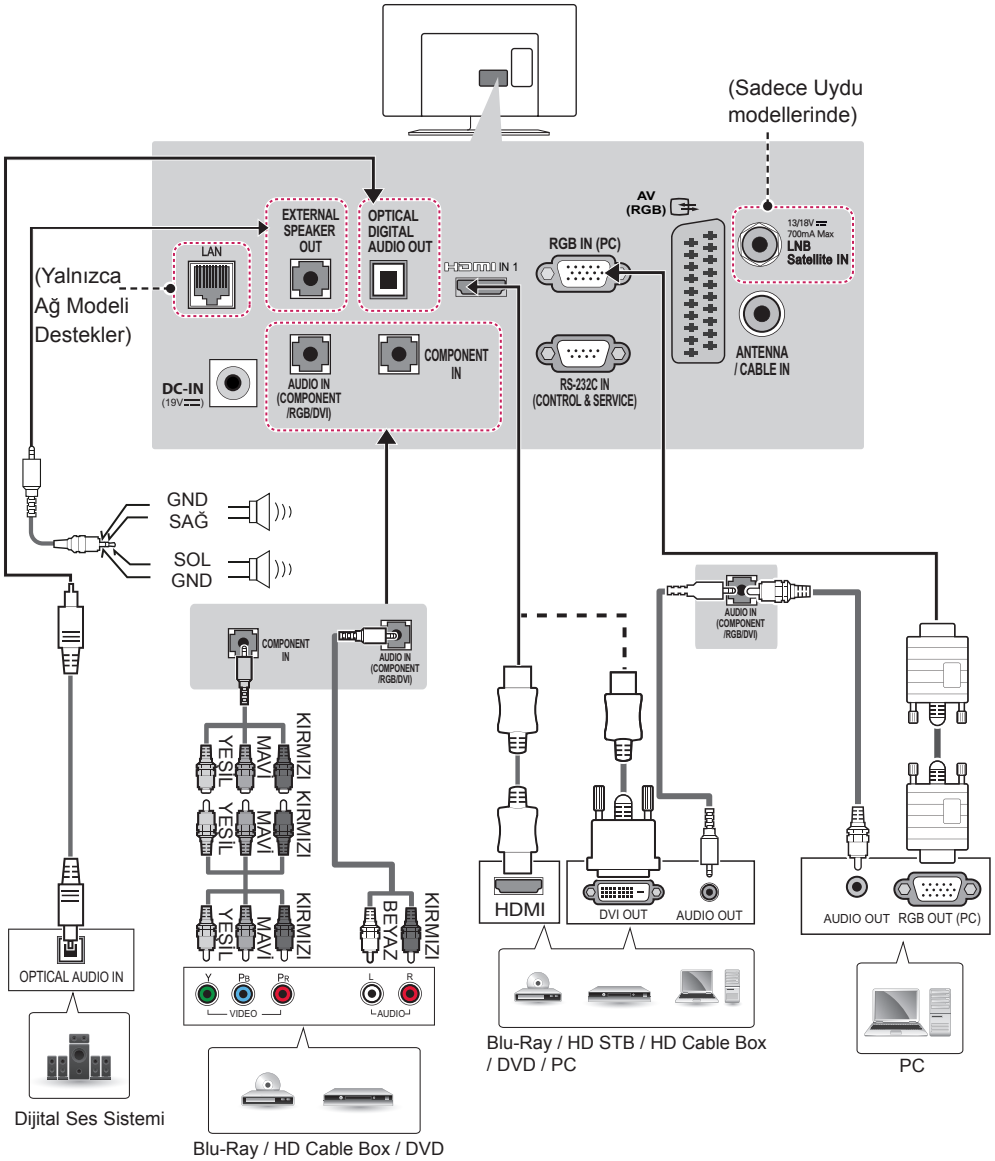 (Sadece Uydu
modellerinde)
EXTERNAL
SPEAKER
OUT
OPTICAL
DIGITAL
AUDIO OUT
AV
(RGB)
13/18V
700mA Max
LNB
Satellite IN
LAN
HDMI IN 1
RGB IN (PC)
(Yalnızca
Ağ Modeli
Destekler)
DC-IN
(19V)
AUDIO IN
(COMPONENT
/RGB/DVI)
COMPONENT
IN
RS-232C IN
(CONTROL & SERVICE)
ANTENNA
/ CABLE IN
GND
SAĞ
SOL
GND
COMPONENT
IN
AUDIO IN
(COMPONENT
/RGB/DVI)
AUDIO IN
(COMPONENT
/RGB/DVI)
YEŞİL
MAVİ
KIRMIZI
YEŞİL
MAVİ
KIRMIZI
YEŞİL
MAVİ
KIRMIZI
BEYAZ
KIRMIZI
OPTICAL AUDIO IN
Y PB PR
VIDEO
L R
AUDIO
HDMI
DVI OUT
AUDIO OUT
AUDIO OUT
RGB OUT (PC)
Dijital Ses Sistemi
Blu-Ray / HD Cable Box / DVD
Blu-Ray / HD STB / HD Cable Box
/ DVD / PC
PC